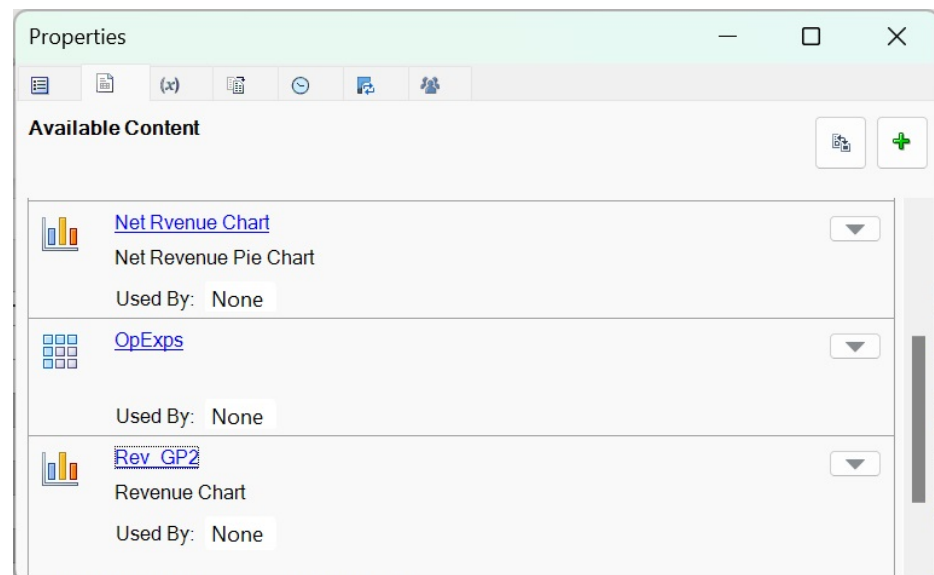 Properties
(x)
Available Content
Net Rvenue Chart
Net Revenue Pie Chart
Used By: None
OpExps
Used By: None
Rev_GP2
Revenue Chart
Used By: None